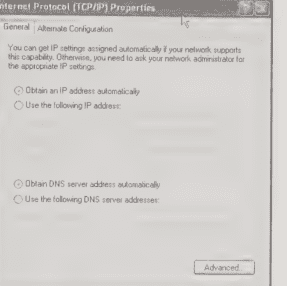 Internet Protocol (TCP/IP) Properties
General
Alternate Configuration
You can get IP settings assigned automatically if your network supports
this capability. Otherwise, you need to ask your network administrator for
the appropriate IP settings.
Obtain an IP address automatically
Use the following IP address:
Obtain DNS server address automatically
Use the following DNS server addresses:
Advanced...